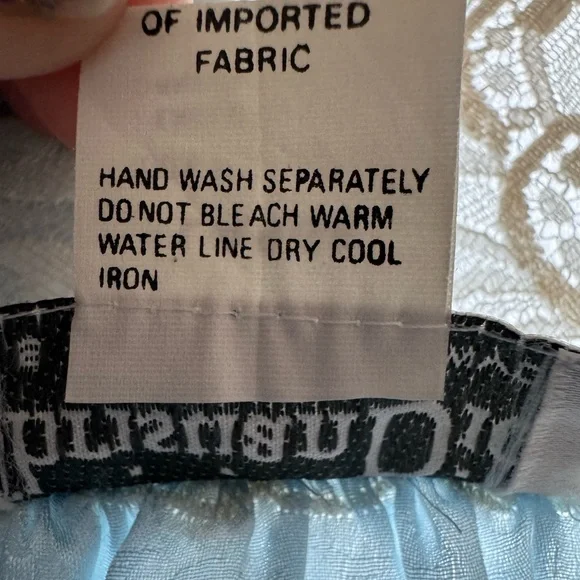 OF IMPORTED
FABRIC
HAND WASH SEPARATELY
DO NOT BLEACH WARM
WATER LINE DRY COOL
IRON